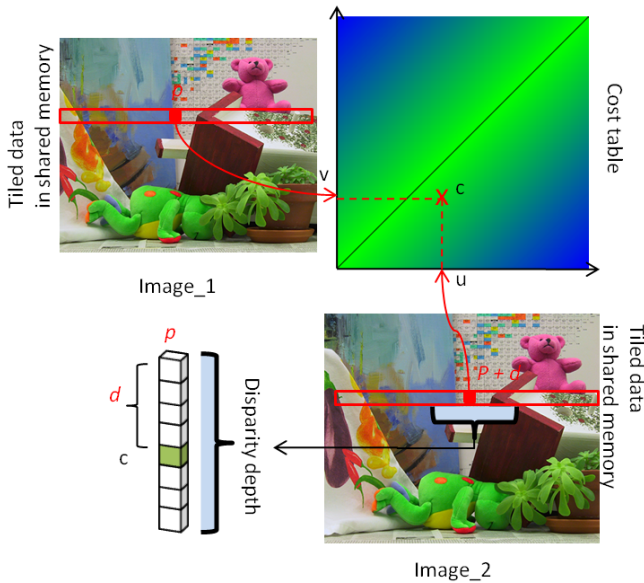 Tiled data
in shared memory
p
Image_1
v
c
u
Cost table
p
d
c
Disparity depth
P + d
Tiled data
in shared memory
Image_2